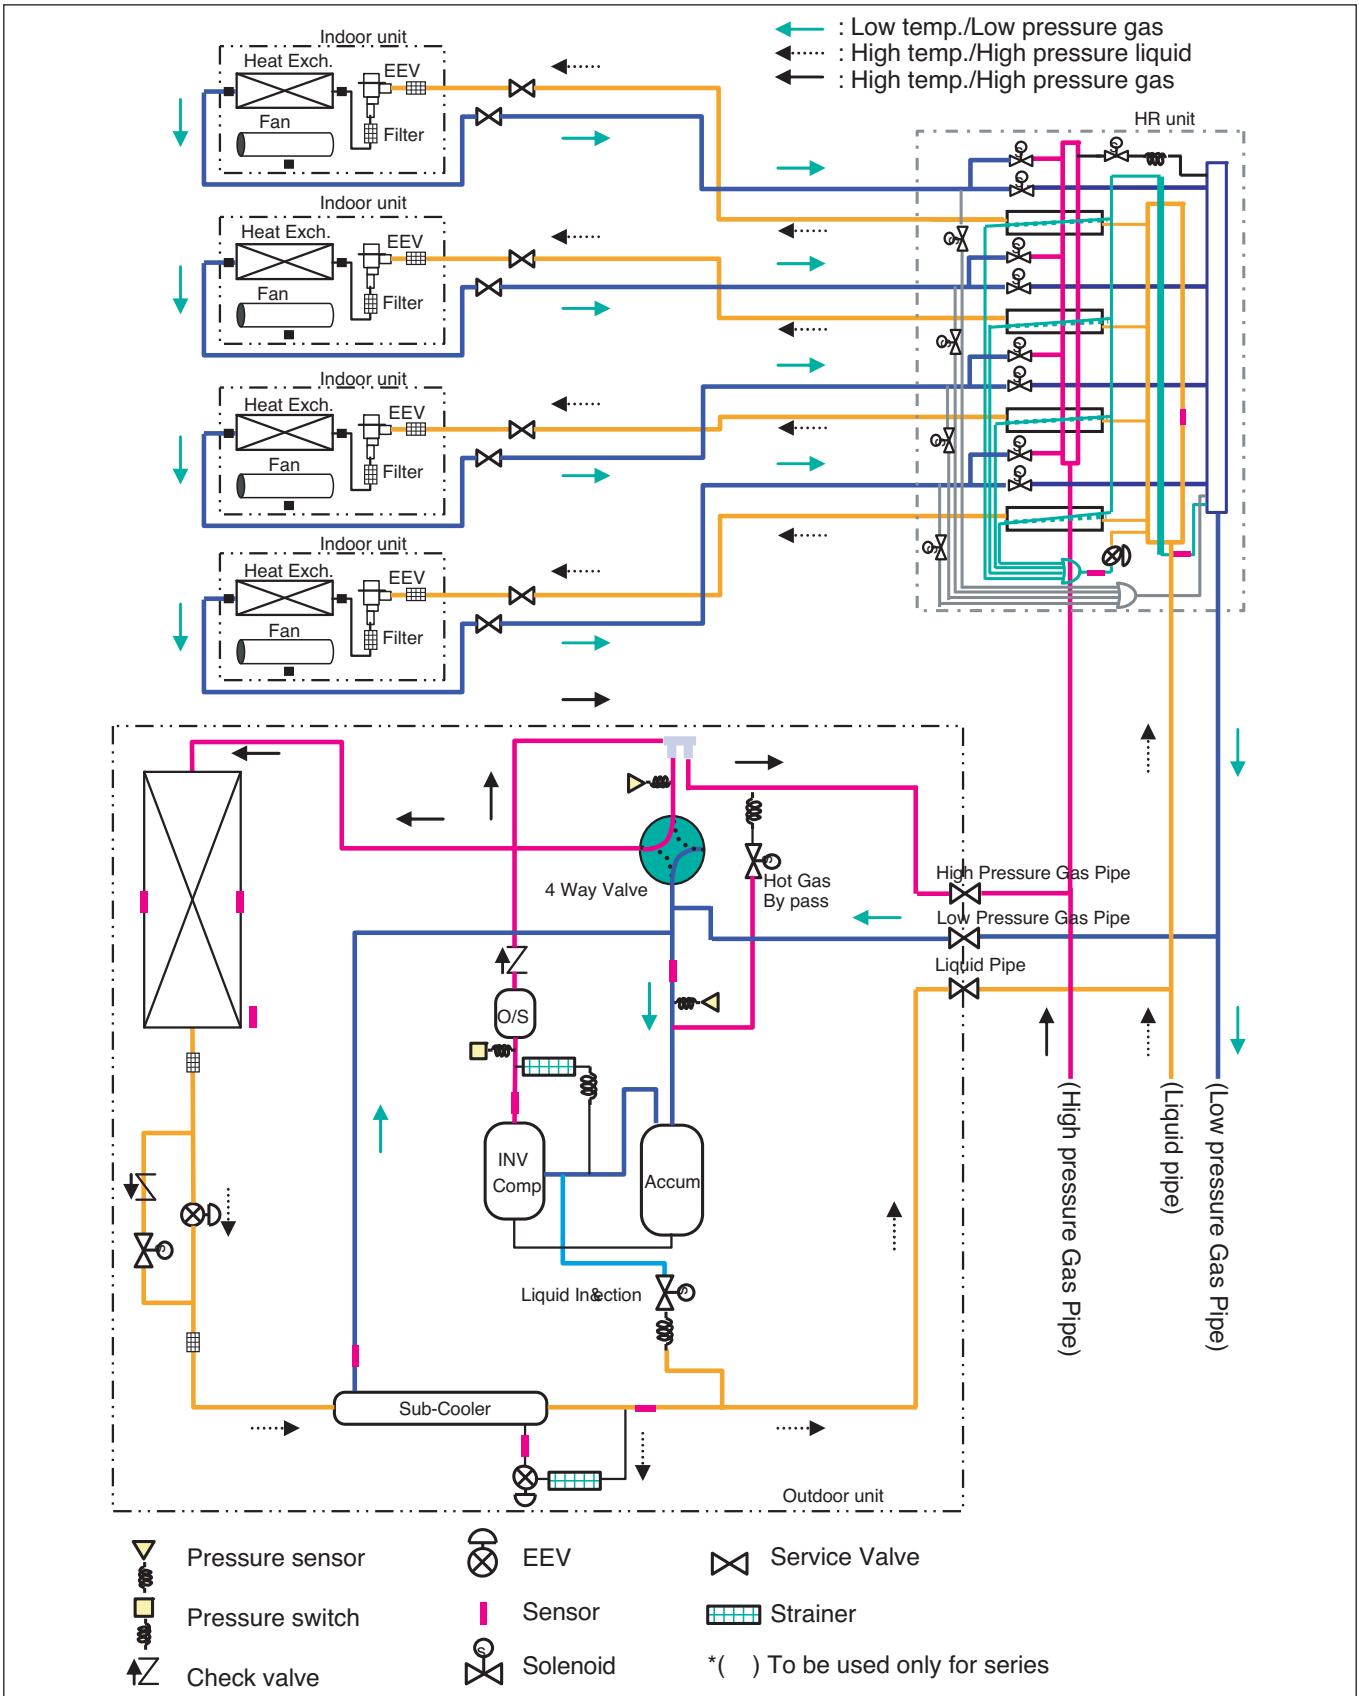 : Low temp./Low pressure gas
: High temp./High pressure liquid
: High temp./High pressure gas
Indoor unit
Heat Exch.
EEV
Fan
Filter
HR unit
Indoor unit
Heat Exch.
EEV
Fan
Filter
Indoor unit
Heat Exch.
EEV
Fan
Filter
Indoor unit
Heat Exch.
EEV
Fan
Filter
4 Way Valve
Hot Gas
By pass
High Pressure Gas Pipe
Low Pressure Gas Pipe
Liquid Pipe
O/S
INV
Comp
Accum
(High pressure Gas Pipe)
(Liquid pipe)
(Low pressure Gas Pipe)
Liquid In&ction
Sub-Cooler
Outdoor unit
Pressure sensor
EEV
Service Valve
Pressure switch
Sensor
Strainer
Check valve
S
Solenoid
*( ) To be used only for series